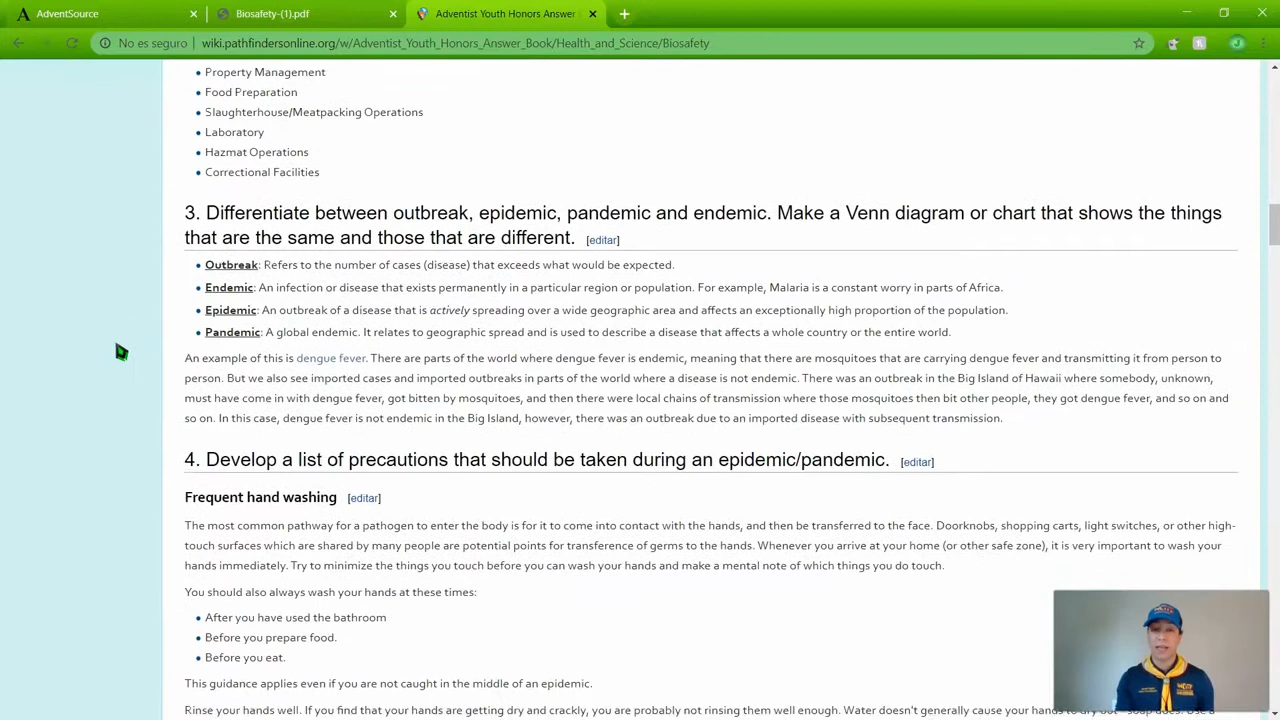 AdventSource
Biosafety-(1).pdf
Adventist Youth Honors Answer
No es seguro
wiki.pathfindersonline.org/w/Adventist_Youth_Honors_Answer_Book/Health_and_Science/Biosafety
Property Management
Food Preparation
Slaughterhouse/Meatpacking Operations
Laboratory
Hazmat Operations
Correctional Facilities
3. Differentiate between outbreak, epidemic, pandemic and endemic. Make a Venn diagram or chart that shows the things
that are the same and those that are different. [editar]
Outbreak: Refers to the number of cases (disease) that exceeds what would be expected.
Endemic: An infection or disease that exists permanently in a particular region or population. For example, Malaria is a constant worry in parts of Africa.
Epidemic: An outbreak of a disease that is actively spreading over a wide geographic area and affects an exceptionally high proportion of the population.
Pandemic: A global endemic. It relates to geographic spread and is used to describe a disease that affects a whole country or the entire world.
An example of this is dengue fever. There are parts of the world where dengue fever is endemic, meaning that there are mosquitoes that are carrying dengue fever and transmitting it from person to
person. But we also see imported cases and imported outbreaks in parts of the world where a disease is not endemic. There was an outbreak in the Big Island of Hawaii where somebody, unknown,
must have come in with dengue fever, got bitten by mosquitoes, and then there were local chains of transmission where those mosquitoes then bit other people, they got dengue fever, and so on and
so on. In this case, dengue fever is not endemic in the Big Island, however, there was an outbreak due to an imported disease with subsequent transmission.
4. Develop a list of precautions that should be taken during an epidemic/pandemic. [editar]
Frequent hand washing [editar]
The most common pathway for a pathogen to enter the body is for it to come into contact with the hands, and then be transferred to the face. Doorknobs, shopping carts, light switches, or other high-
touch surfaces which are shared by many people are potential points for transference of germs to the hands. Whenever you arrive at your home (or other safe zone), it is very important to wash your
hands immediately. Try to minimize the things you touch before you can wash your hands and make a mental note of which things you do touch.
You should also always wash your hands at these times:
After you have used the bathroom
Before you prepare food.
Before you eat.
This guidance applies even if you are not caught in the middle of an epidemic.
Rinse your hands well. If you find that your hands are getting dry and crackly, you are probably not rinsing them well enough. Water doesn't generally cause your hands to dry out